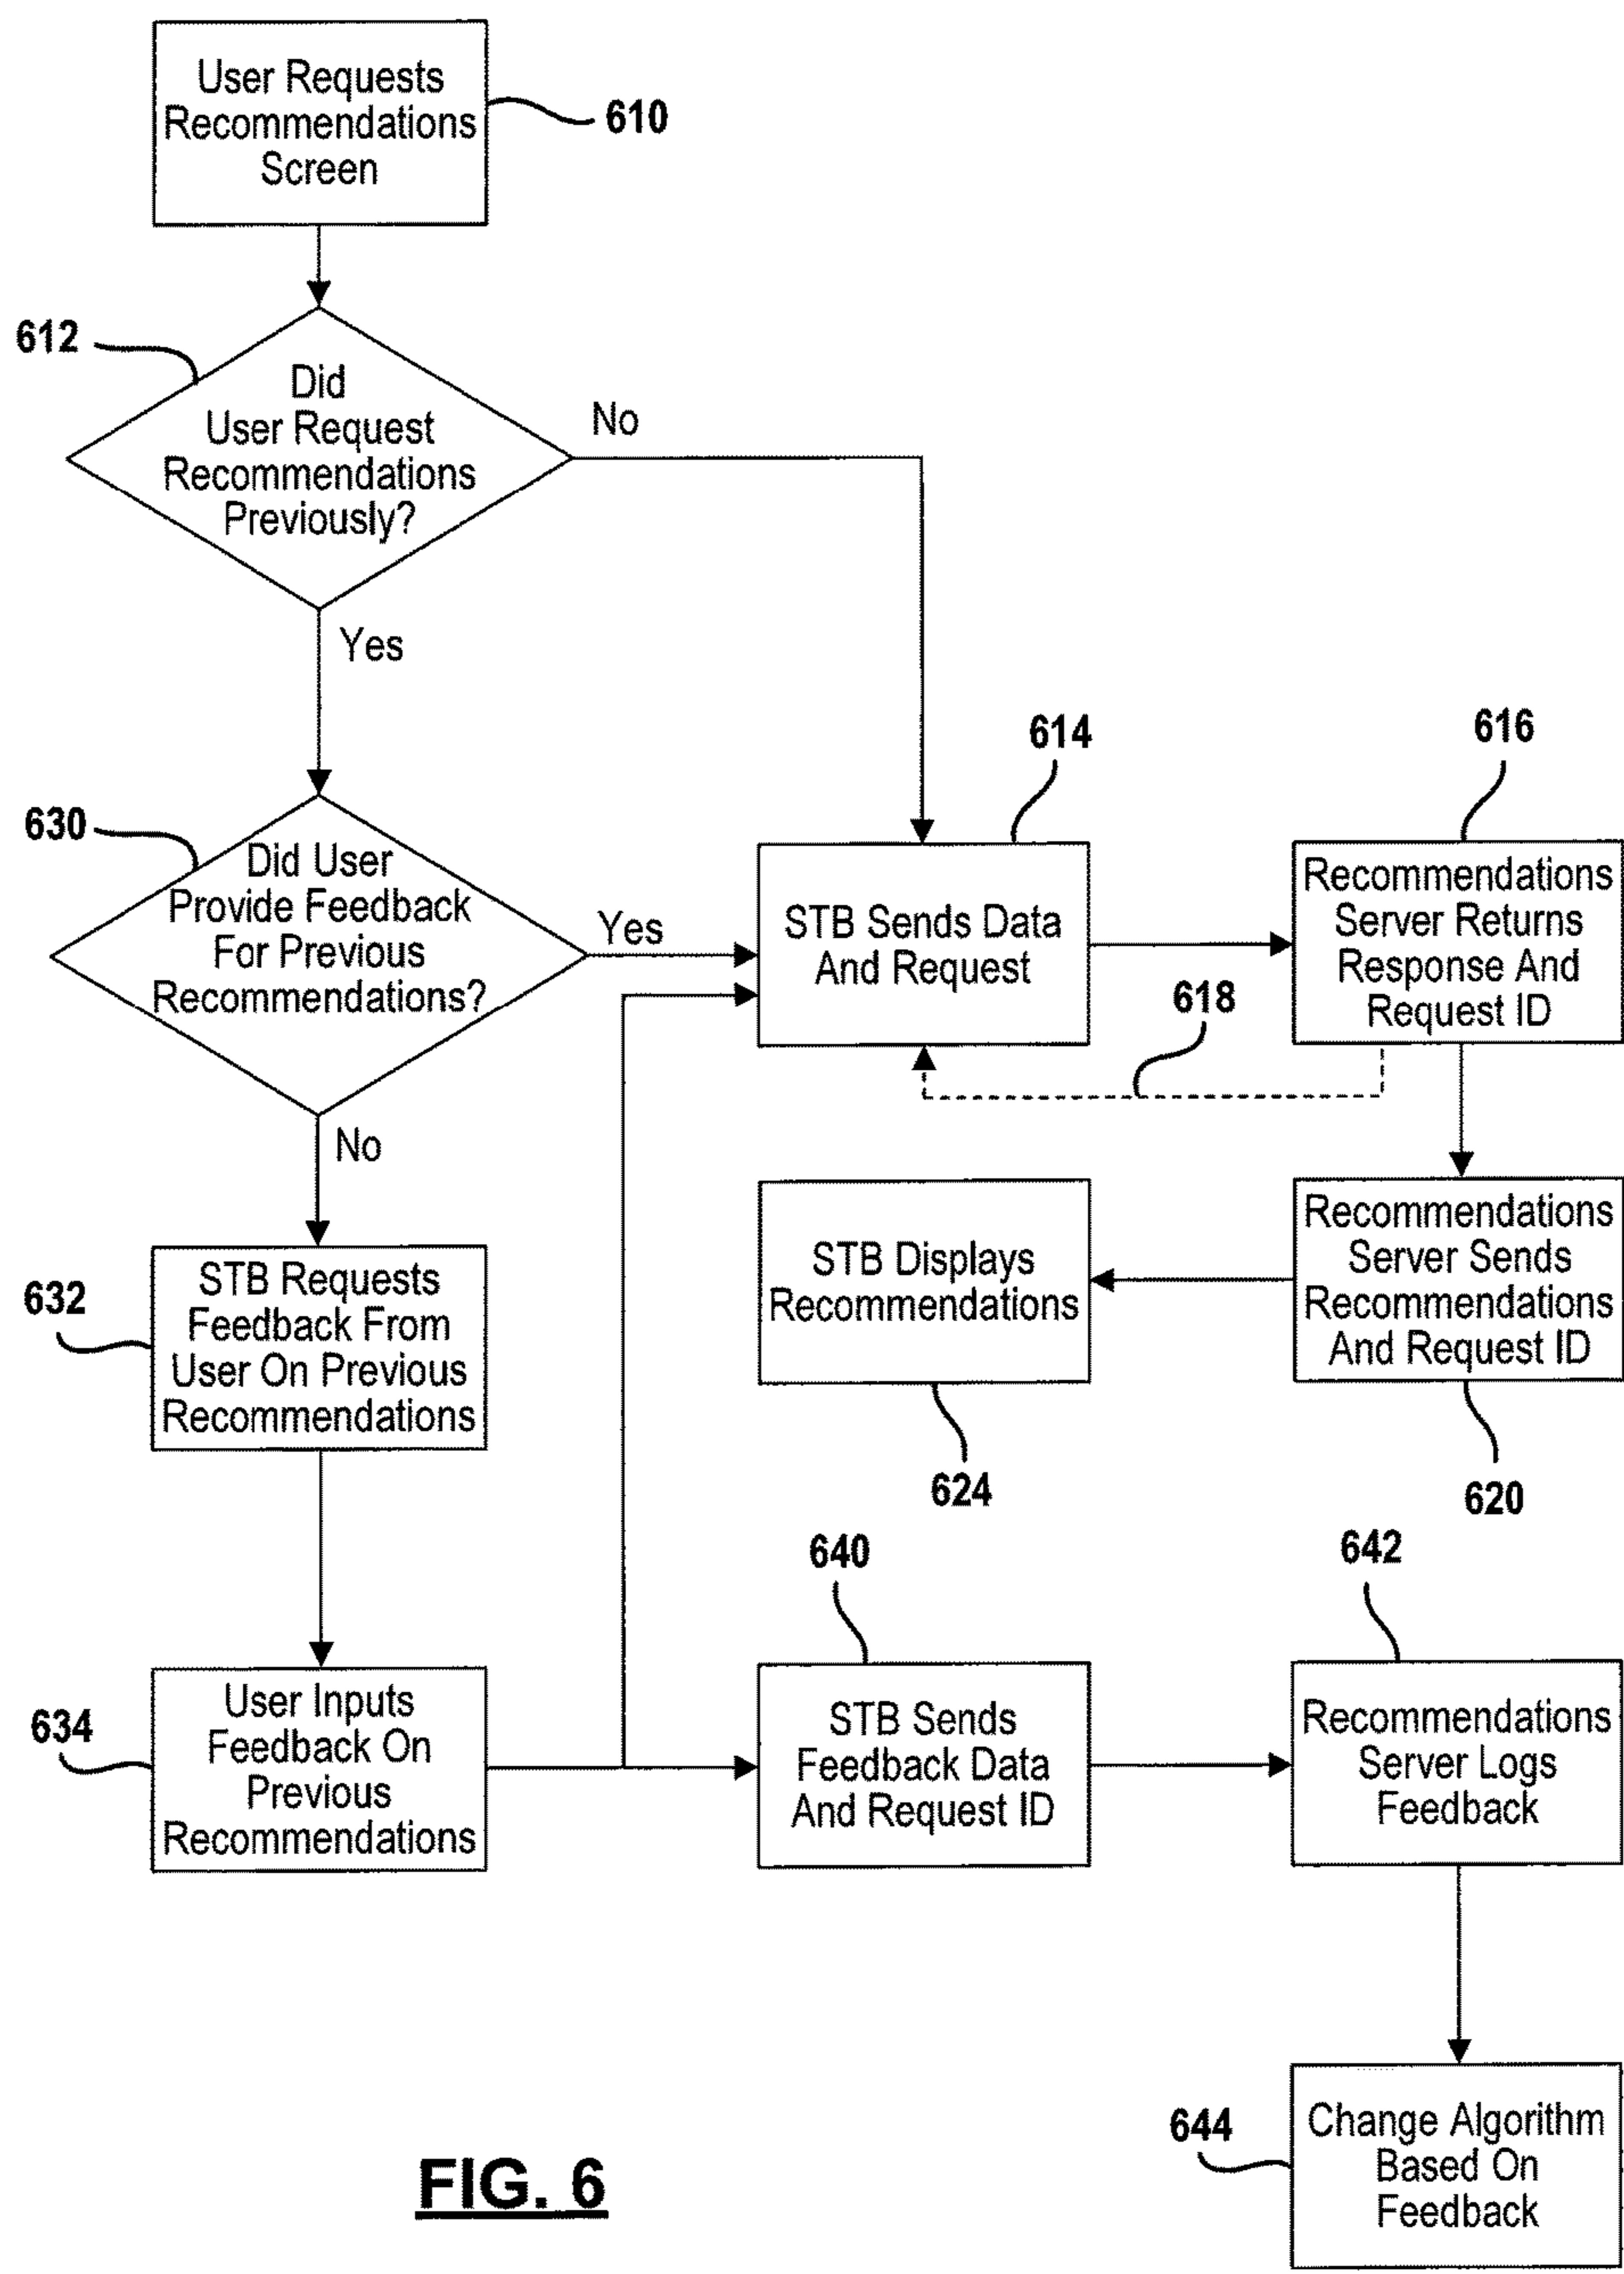 User Requests
Recommendations
Screen
610
612
Did
User Request
Recommendations
Previously?
No
Yes
614
616
630
Did User
Provide Feedback
For Previous
Recommendations?
Yes
STB Sends Data
And Request
Recommendations
Server Returns
Response And
Request ID
618
No
STB Displays
Recommendations
Recommendations
Server Sends
Recommendations
And Request ID
632
STB Requests
Feedback From
User On Previous
Recommendations
624
620
640
642
634
User Inputs
Feedback On
Previous
Recommendations
STB Sends
Feedback Data
And Request ID
Recommendations
Server Logs
Feedback
644
Change Algorithm
Based On
Feedback
FIG. 6